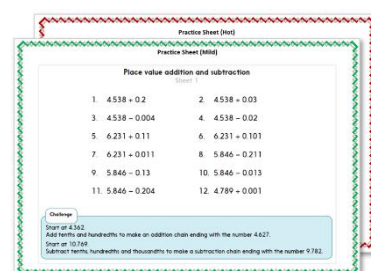 Practice Sheet (Hot)
Practice Sheet (Mild)
Place value addition and subtraction
Sheet 1
1. 4.538 + 0.2 2. 4.538 + 0.03
3. 4.538 – 0.004 4. 4.538 – 0.02
5. 6.231 + 0.11 6. 6.231 + 0.101
7. 6.231 + 0.011 8. 5.846 – 0.211
9. 5.846 – 0.13 10. 5.846 – 0.013
11. 5.846 – 0.204 12. 4.789 + 0.001
Challenge
Start at 4.362.
Add tenths and hundredths to make an addition chain ending with the number 4.627.
Start at 10.769.
Subtract tenths, hundredths and thousandths to make a subtraction chain ending with the number 9.782.